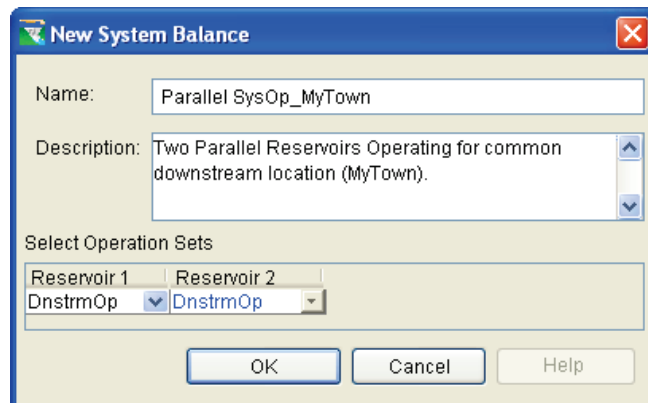 New System Balance
Name: Parallel SysOp_MyTown
Description: Two Parallel Reservoirs Operating for common
downstream location (MyTown).
Select Operation Sets
Reservoir 1 Reservoir 2
DnstrmOp DnstrmOp
OK Cancel Help